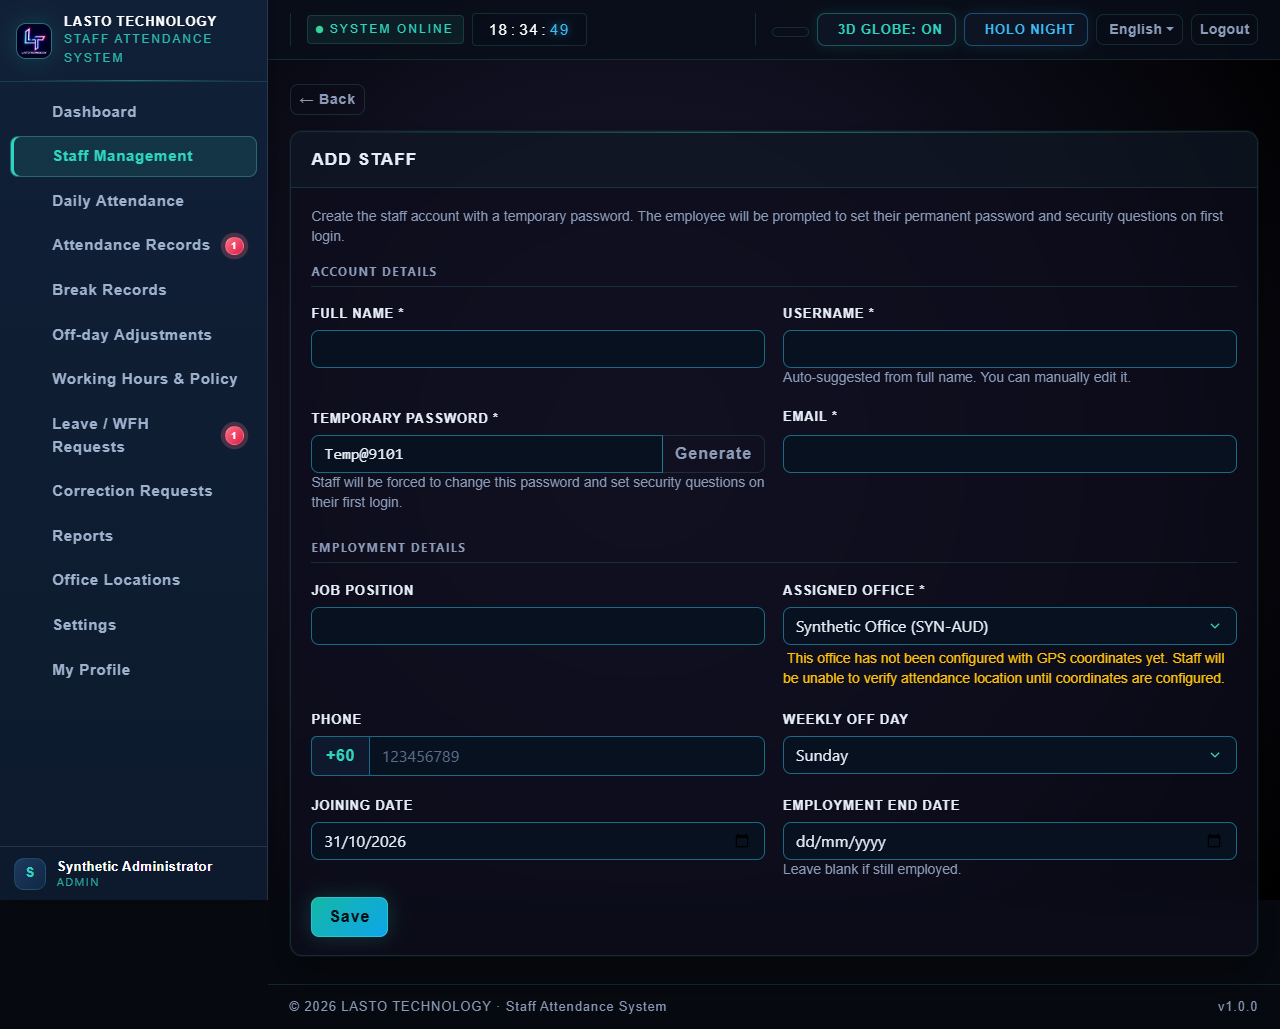 LASTO TECHNOLOGY
STAFF ATTENDANCE
SYSTEM
SYSTEM ONLINE
18:34:49
3D GLOBE: ON
HOLO NIGHT
English
Logout
Dashboard
Staff Management
Daily Attendance
Attendance Records 1
Break Records
Off-day Adjustments
Working Hours & Policy
Leave / WFH
Requests 1
Correction Requests
Reports
Office Locations
Settings
My Profile
S
Synthetic Administrator
ADMIN
← Back
ADD STAFF
Create the staff account with a temporary password. The employee will be prompted to set their permanent password and security questions on first
login.
ACCOUNT DETAILS
FULL NAME *
USERNAME *
Auto-suggested from full name. You can manually edit it.
TEMPORARY PASSWORD *
Temp@9101
Generate
Staff will be forced to change this password and set security questions on
their first login.
EMAIL *
EMPLOYMENT DETAILS
JOB POSITION
ASSIGNED OFFICE *
Synthetic Office (SYN-AUD)
This office has not been configured with GPS coordinates yet. Staff will
be unable to verify attendance location until coordinates are configured.
PHONE
+60 123456789
WEEKLY OFF DAY
Sunday
JOINING DATE
31/10/2026
EMPLOYMENT END DATE
dd/mm/yyyy
Leave blank if still employed.
Save
© 2026 LASTO TECHNOLOGY · Staff Attendance System
v1.0.0